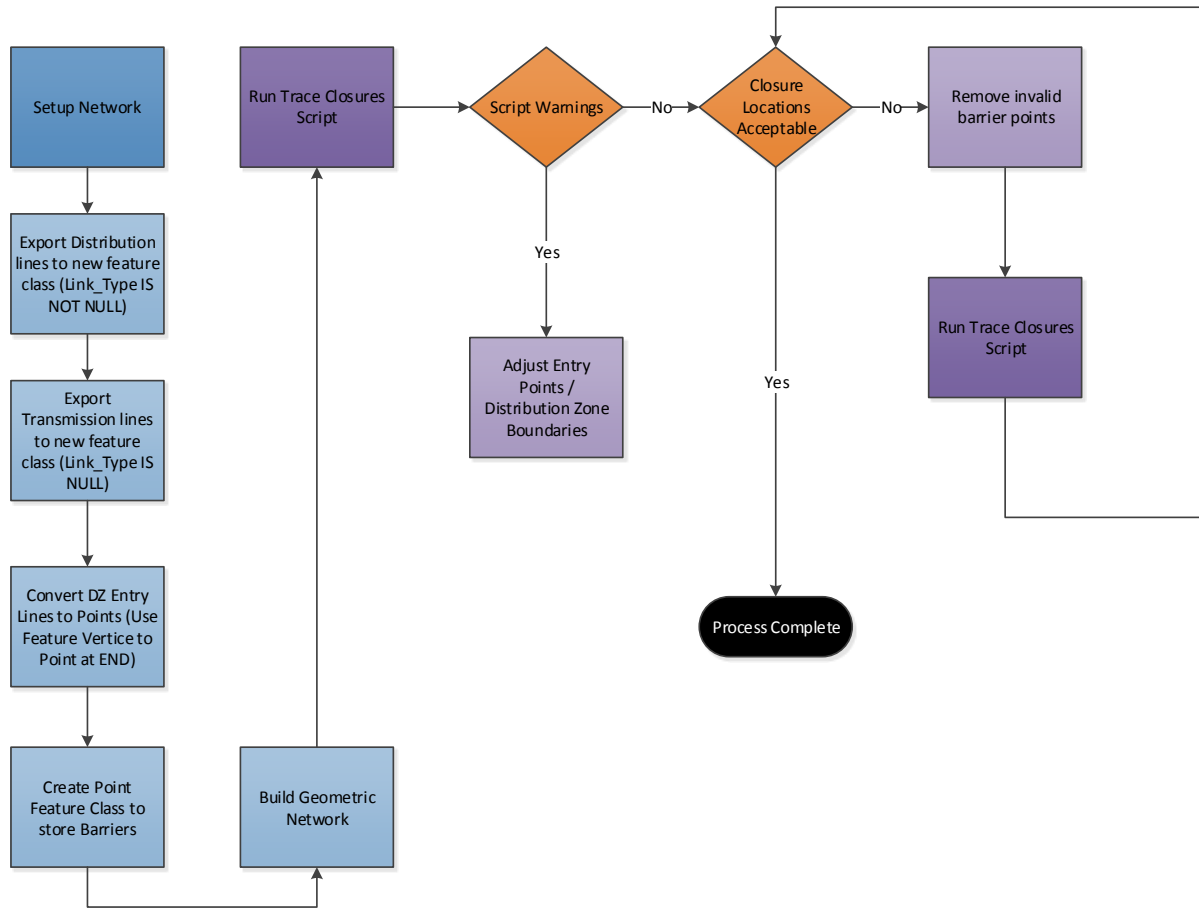 Setup Network
Export Distribution
lines to new feature
class (Link_Type IS
NOT NULL)
Export
Transmission lines
to new feature
class (Link_Type IS
NULL)
Convert DZ Entry
Lines to Points (Use
Feature Vertice to
Point at END)
Create Point
Feature Class to
store Barriers
Build Geometric
Network
Run Trace Closures
Script
Script Warnings
Yes
Adjust Entry
Points /
Distribution Zone
Boundaries
No
Closure
Locations
Acceptable
Yes
Process Complete
No
Remove invalid
barrier points
Run Trace Closures
Script